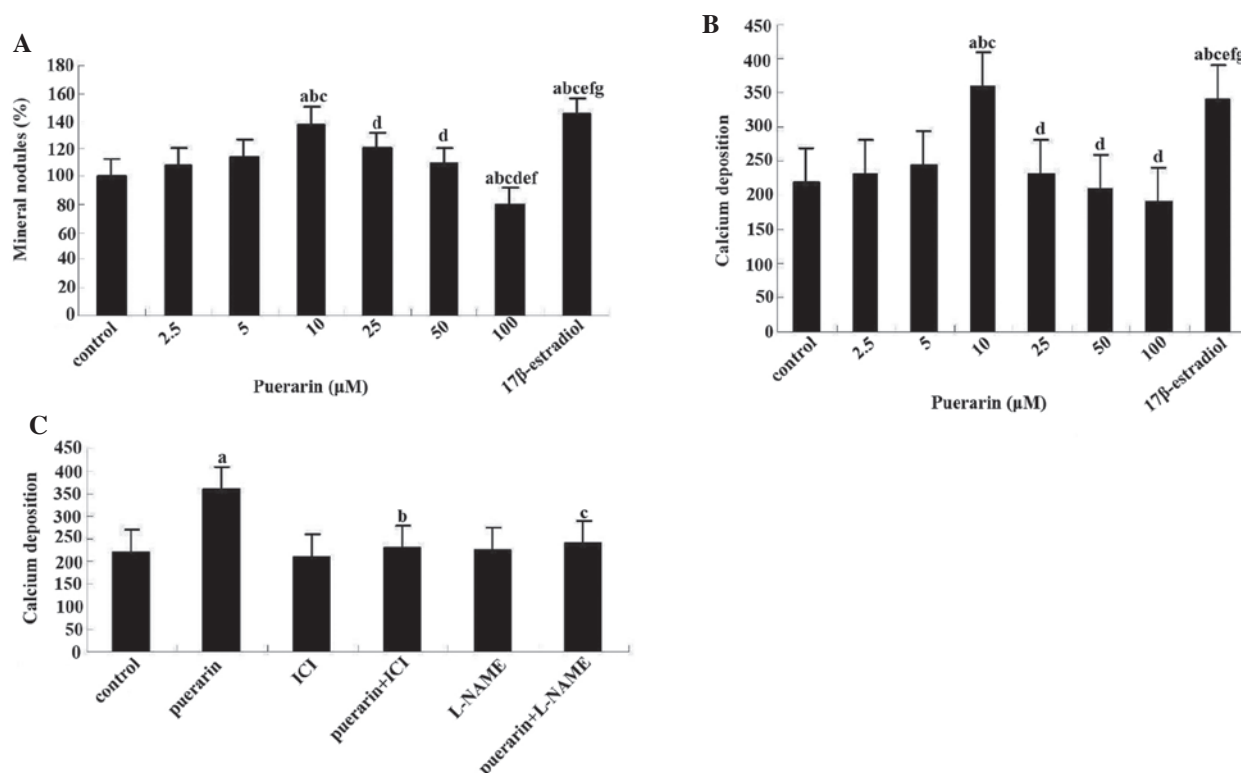 A
Mineral nodules (%)
180
160
140
120
100
80
60
40
20
0
abc
d
d
abcdef
abcefg
control
2.5
5
10
25
50
100
17β-estradiol
Puerarin (μM)
B
Calcium deposition
450
400
350
300
250
200
150
100
50
0
abc
d
d
d
abcefg
control
2.5
5
10
25
50
100
17β-estradiol
Puerarin (μM)
C
Calcium deposition
450
400
350
300
250
200
150
100
50
0
a
b
c
control
puerarin
ICI
puerarin+ICI
L-NAME
puerarin+L-NAME